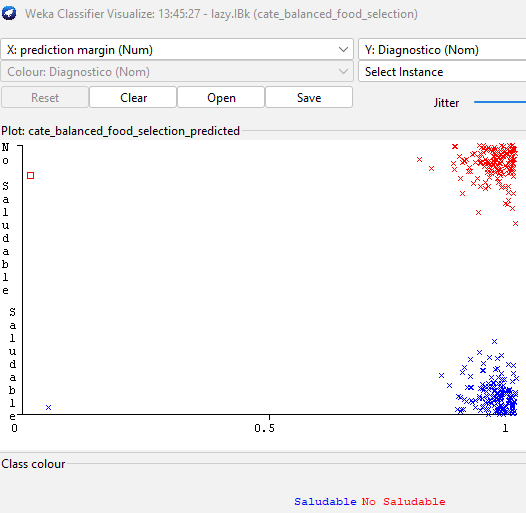 Weka Classifier Visualize: 13:45:27 - lazy.IBk (cate_balanced_food_selection)
X: prediction margin (Num)
Y: Diagnostico (Nom)
Colour: Diagnostico (Nom)
Select Instance
Reset
Clear
Open
Save
Jitter
Plot: cate_balanced_food_selection_predicted
No Saludable
Saludable
0
0.5
1
Class colour
Saludable No Saludable